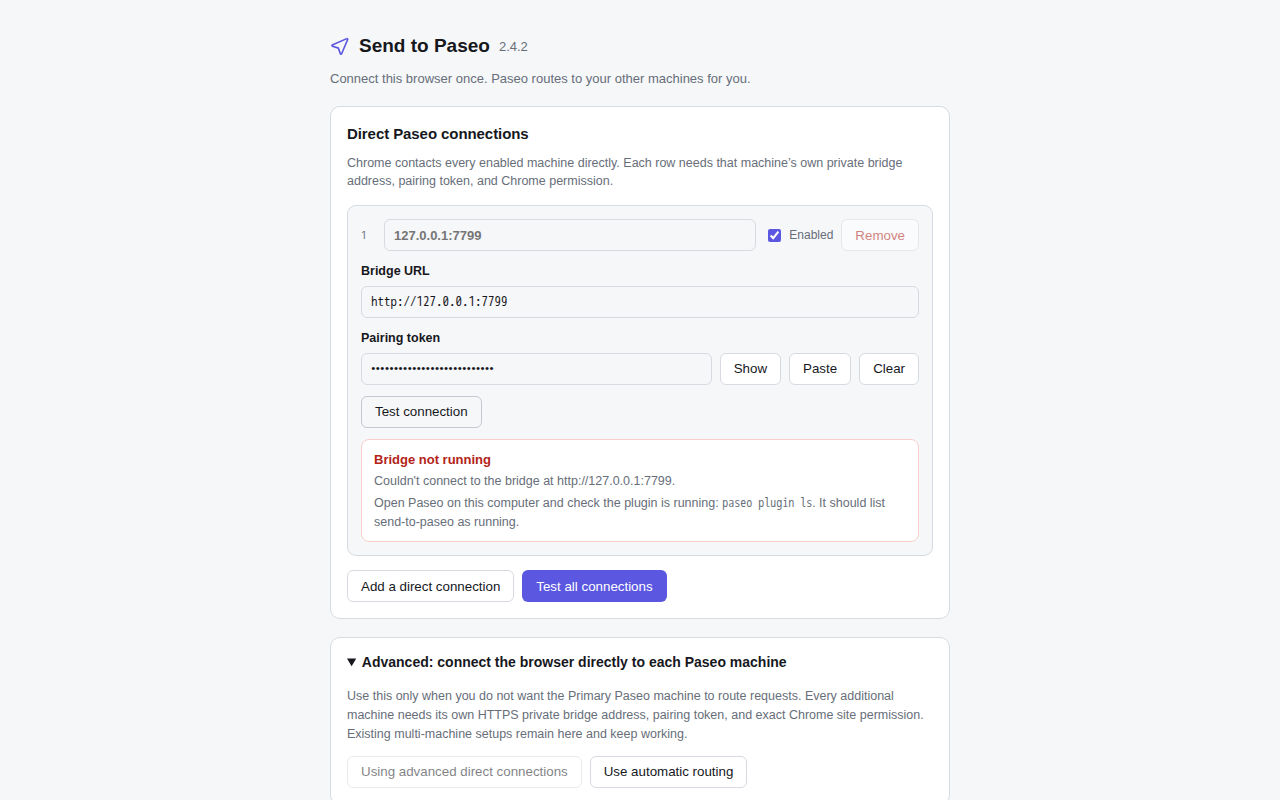 Send to Paseo 2.4.2
Connect this browser once. Paseo routes to your other machines for you.
Direct Paseo connections
Chrome contacts every enabled machine directly. Each row needs that machine’s own private bridge
address, pairing token, and Chrome permission.
1 127.0.0.1:7799 Enabled Remove
Bridge URL
http://127.0.0.1:7799
Pairing token
••••••••••••••••••••••••••• Show Paste Clear
Test connection
Bridge not running
Couldn't connect to the bridge at http://127.0.0.1:7799.
Open Paseo on this computer and check the plugin is running: paseo plugin ls. It should list
send-to-paseo as running.
Add a direct connection Test all connections
Advanced: connect the browser directly to each Paseo machine
Use this only when you do not want the Primary Paseo machine to route requests. Every additional
machine needs its own HTTPS private bridge address, pairing token, and exact Chrome site permission.
Existing multi-machine setups remain here and keep working.
Using advanced direct connections Use automatic routing